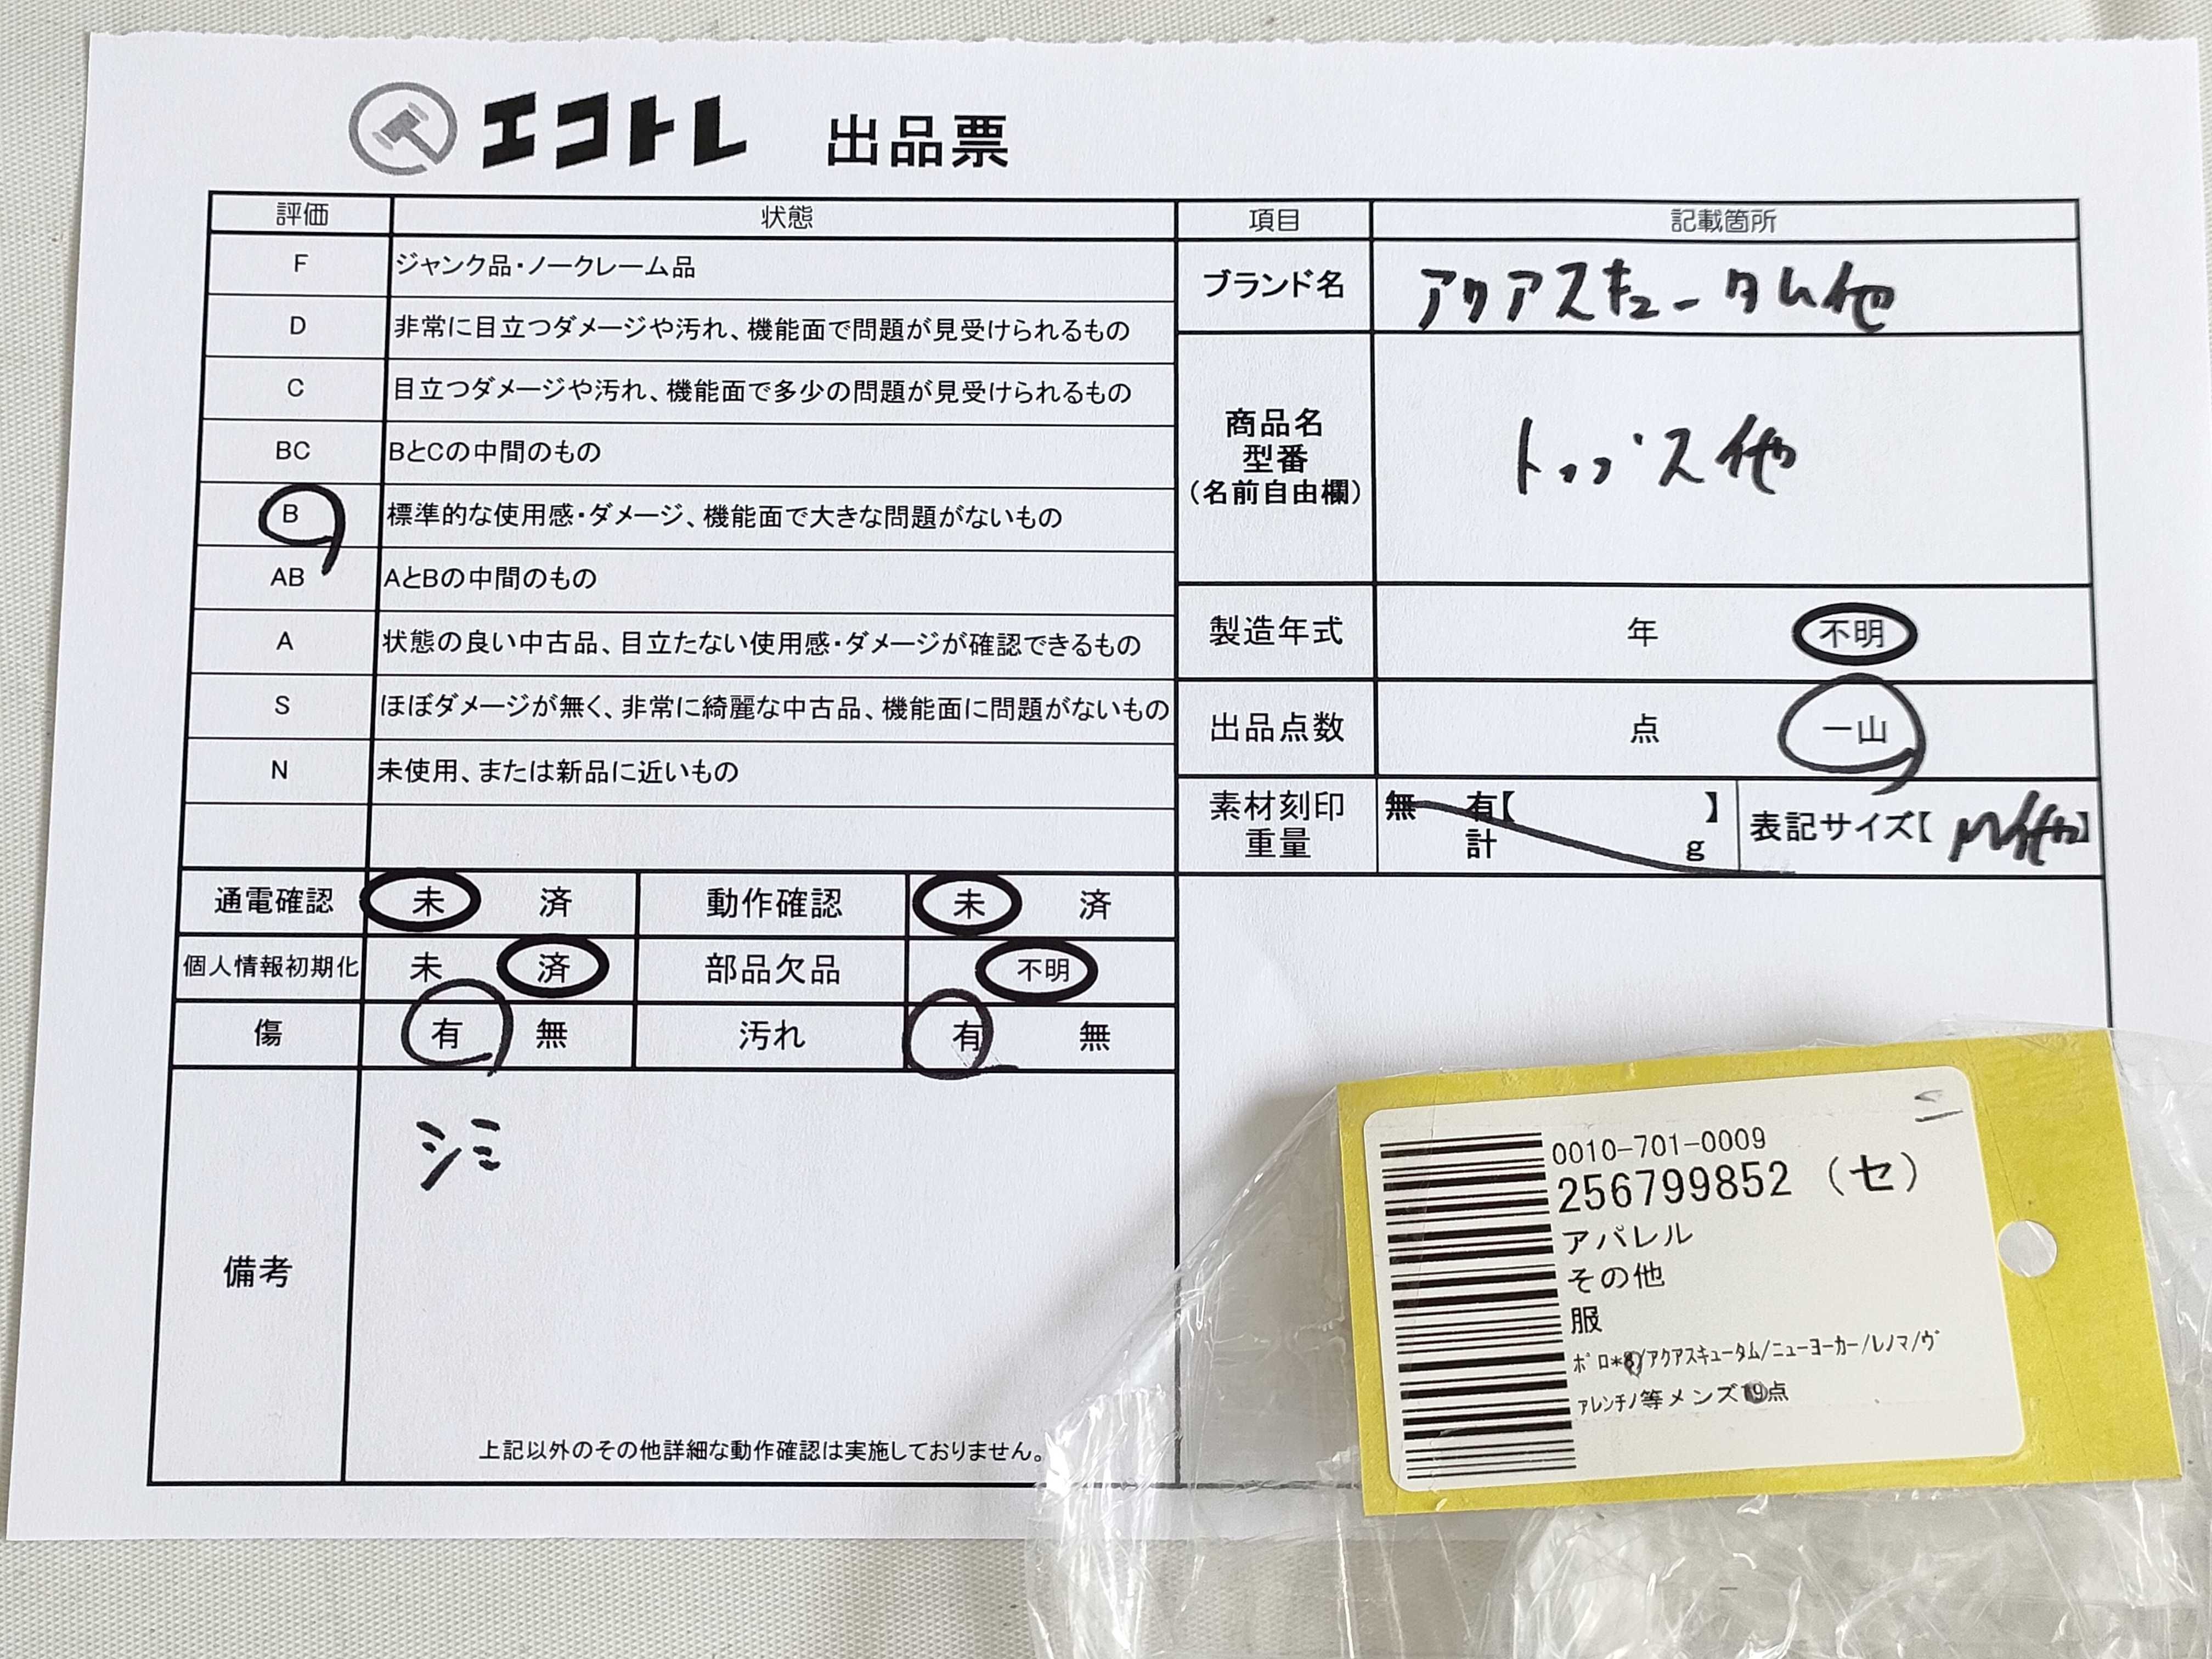 エコトレ 出品票
評価 状態
F ジャンク品・ノークレーム品
D 非常に目立つダメージや汚れ、機能面で問題が見受けられるもの
C 目立つダメージや汚れ、機能面で多少の問題が見受けられるもの
BC BとCの中間のもの
B 標準的な使用感・ダメージ、機能面で大きな問題がないもの
AB AとBの中間のもの
A 状態の良い中古品、目立たない使用感・ダメージが確認できるもの
S ほぼダメージが無く、非常に綺麗な中古品、機能面に問題がないもの
N 未使用、または新品に近いもの
項目 記載箇所
ブランド名 アクアスキュータム他
商品名
型番
(名前自由欄)
トップス他
製造年式 年 不明
出品点数 点 一山
素材刻印
重量
無 有【 】
計 g
表記サイズ【M他】
通電確認 未 済 動作確認 未 済
個人情報初期化 未 済 部品欠品 不明
傷 有 無 汚れ 有 無
備考
シミ
上記以外のその他詳細な動作確認は実施しておりません。
0010-701-0009
256799852 (セ)
アパレル
その他
服
ﾎﾟﾛ*/ｱｸｱｽｷｭｰﾀﾑ/ﾆｭｰﾖｰｶｰ/ﾚﾉﾏ/ｳﾞ
ｧﾚﾝﾁﾉ等メンズ19点